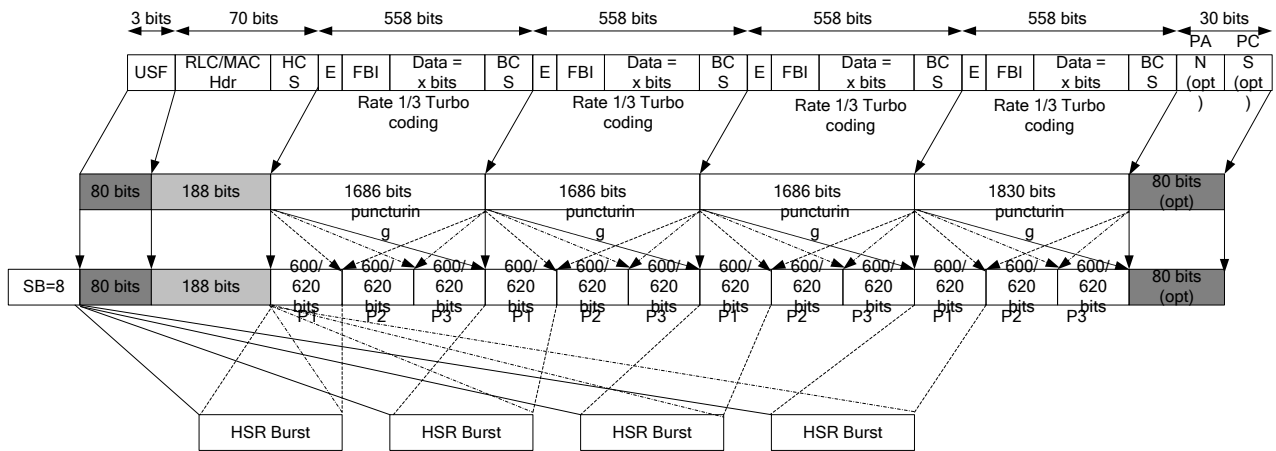 3 bits 70 bits 558 bits 558 bits 558 bits 558 bits 30 bits
USF RLC/MAC Hdr HC S E FBI Data = x bits BC S E FBI Data = x bits BC S E FBI Data = x bits BC S E FBI Data = x bits BC S PA N (opt ) PC S (opt )
Rate 1/3 Turbo coding Rate 1/3 Turbo coding Rate 1/3 Turbo coding Rate 1/3 Turbo coding
80 bits 188 bits 1686 bits puncturin g 1686 bits puncturin g 1686 bits puncturin g 1830 bits puncturin g 80 bits (opt)
SB=8 80 bits 188 bits 600/ 620 bits P1 600/ 620 bits P2 600/ 620 bits P3 600/ 620 bits P1 600/ 620 bits P2 600/ 620 bits P3 600/ 620 bits P1 600/ 620 bits P2 600/ 620 bits P3 600/ 620 bits P1 600/ 620 bits P2 600/ 620 bits P3 80 bits (opt)
HSR Burst HSR Burst HSR Burst HSR Burst